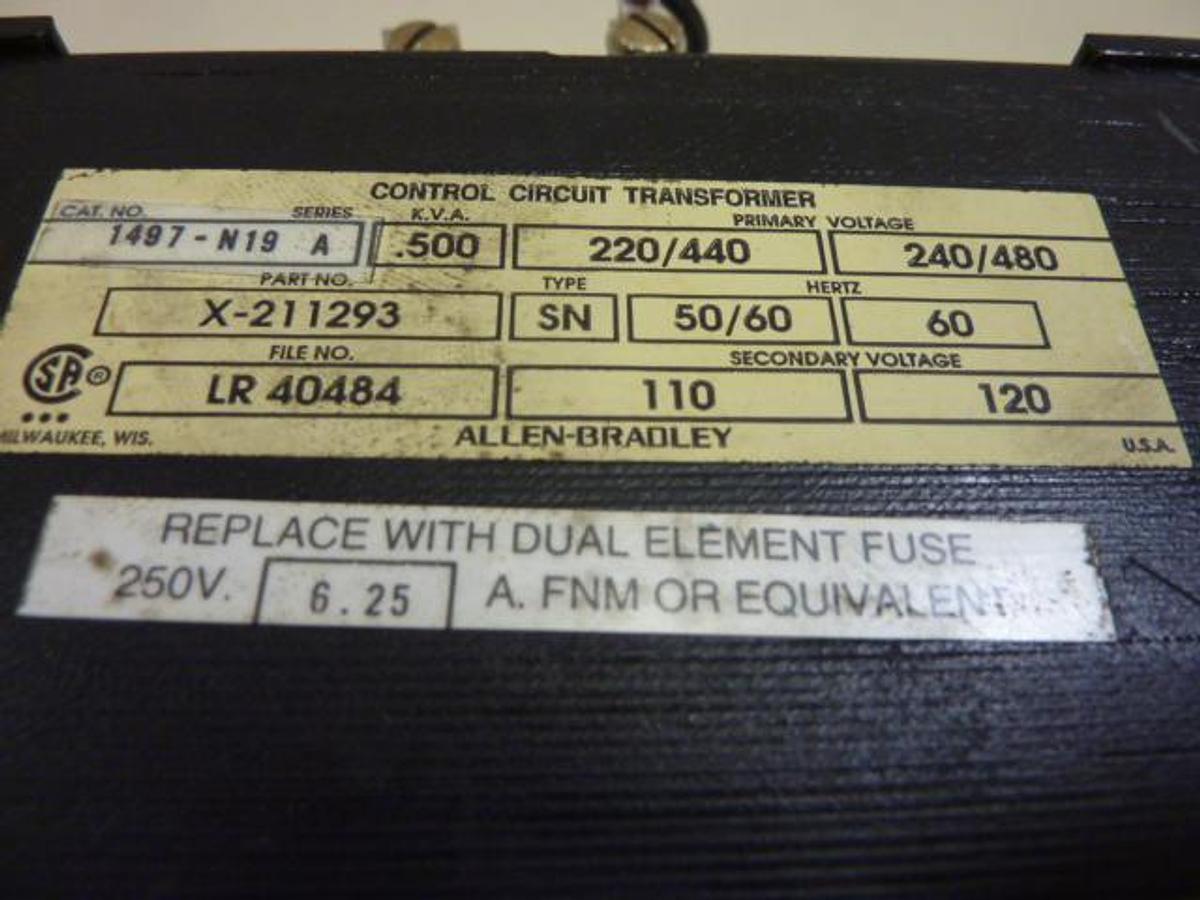 CONTROL CIRCUIT TRANSFORMER
CAT. NO. SERIES K.V.A. PRIMARY VOLTAGE
1497-N19 A .500 220/440 240/480
PART NO. TYPE HERTZ
X-211293 SN 50/60 60
FILE NO. SECONDARY VOLTAGE
SA ® LR 40484 110 120
MILWAUKEE, WIS. ALLEN-BRADLEY U.S.A.
REPLACE WITH DUAL ELEMENT FUSE
250V. 6.25 A. FNM OR EQUIVALENT